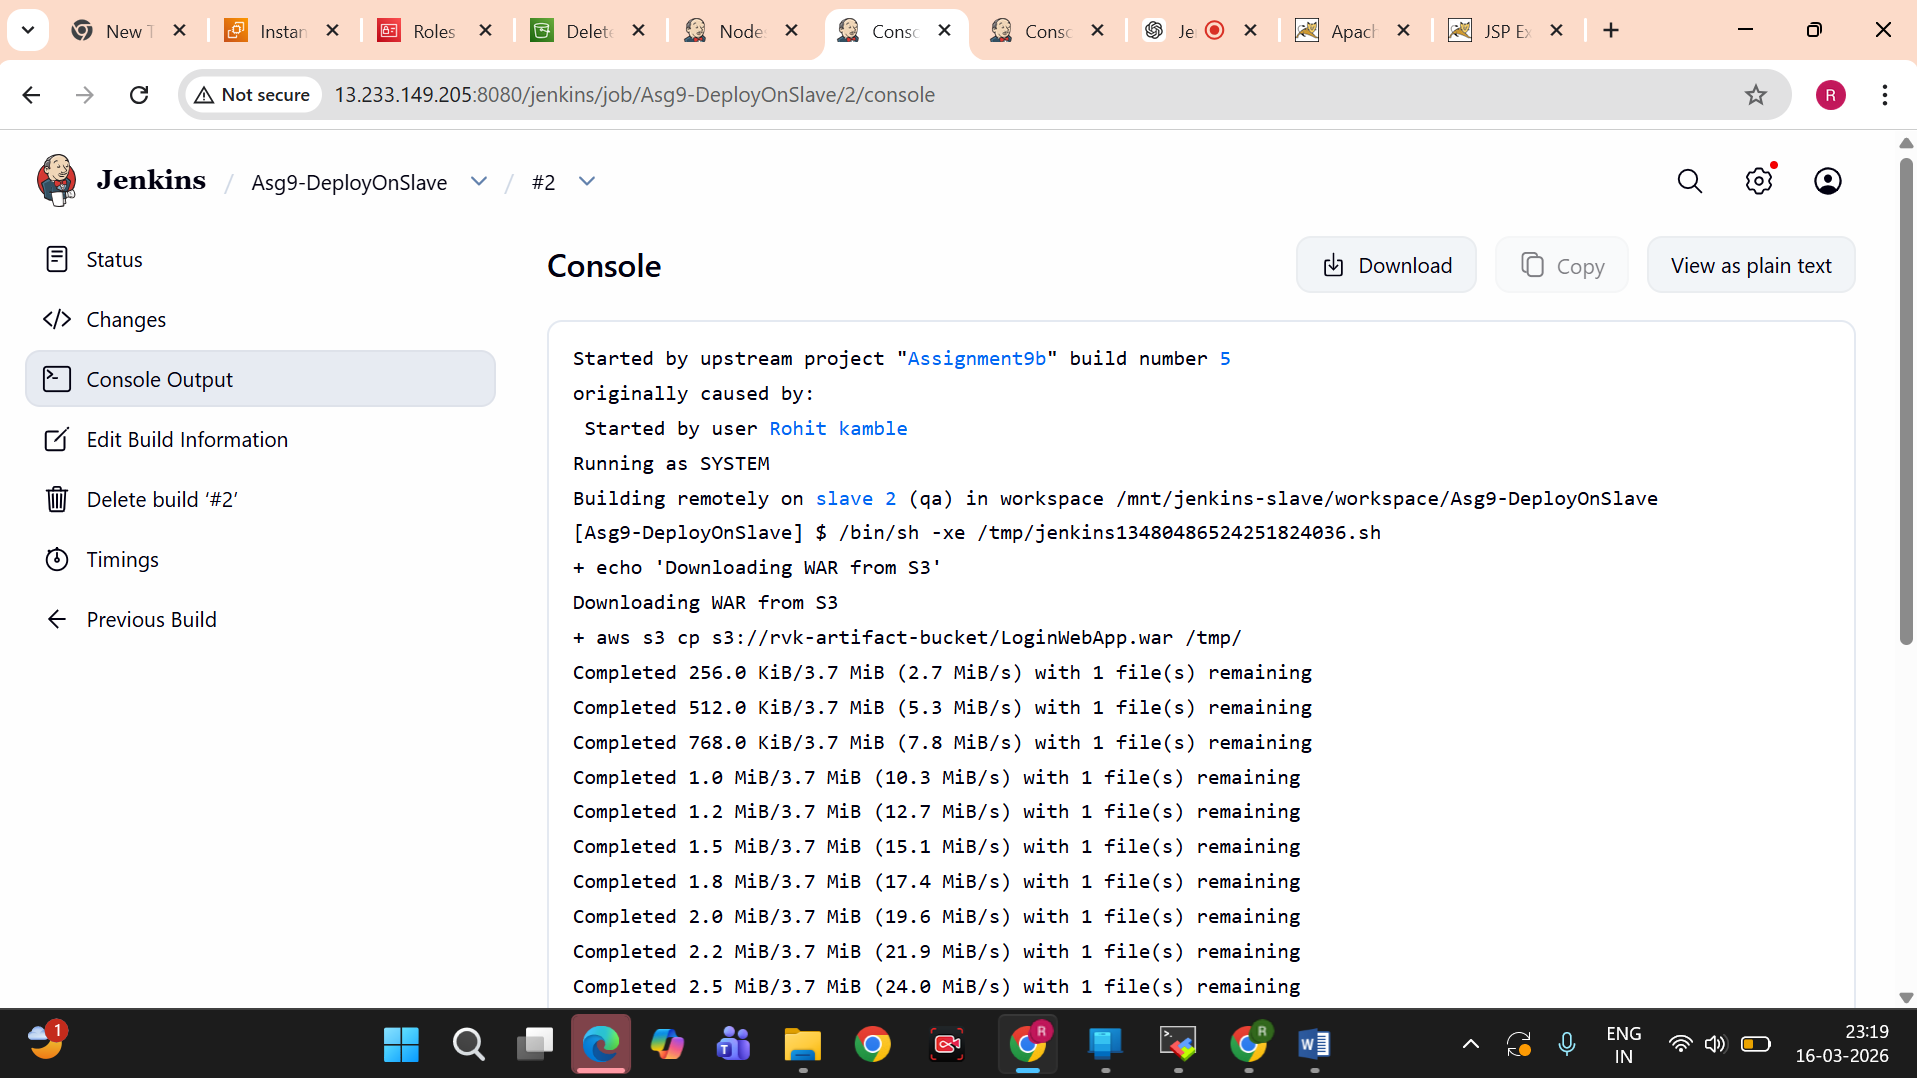 New T
Instan
Roles
Delete
Node
Conso
Conso
Je
Apach
JSP Ex
Not secure
13.233.149.205:8080/jenkins/job/Asg9-DeployOnSlave/2/console
R
Jenkins / Asg9-DeployOnSlave / #2
Status
Changes
Console Output
Edit Build Information
Delete build ‘#2’
Timings
Previous Build
Console
Download
Copy
View as plain text
Started by upstream project "Assignment9b" build number 5
originally caused by:
Started by user Rohit kamble
Running as SYSTEM
Building remotely on slave 2 (qa) in workspace /mnt/jenkins-slave/workspace/Asg9-DeployOnSlave
[Asg9-DeployOnSlave] $ /bin/sh -xe /tmp/jenkins13480486524251824036.sh
+ echo 'Downloading WAR from S3'
Downloading WAR from S3
+ aws s3 cp s3://rvk-artifact-bucket/LoginWebApp.war /tmp/
Completed 256.0 KiB/3.7 MiB (2.7 MiB/s) with 1 file(s) remaining
Completed 512.0 KiB/3.7 MiB (5.3 MiB/s) with 1 file(s) remaining
Completed 768.0 KiB/3.7 MiB (7.8 MiB/s) with 1 file(s) remaining
Completed 1.0 MiB/3.7 MiB (10.3 MiB/s) with 1 file(s) remaining
Completed 1.2 MiB/3.7 MiB (12.7 MiB/s) with 1 file(s) remaining
Completed 1.5 MiB/3.7 MiB (15.1 MiB/s) with 1 file(s) remaining
Completed 1.8 MiB/3.7 MiB (17.4 MiB/s) with 1 file(s) remaining
Completed 2.0 MiB/3.7 MiB (19.6 MiB/s) with 1 file(s) remaining
Completed 2.2 MiB/3.7 MiB (21.9 MiB/s) with 1 file(s) remaining
Completed 2.5 MiB/3.7 MiB (24.0 MiB/s) with 1 file(s) remaining
1
T
R
R
W
ENG
IN
23:19
16-03-2026